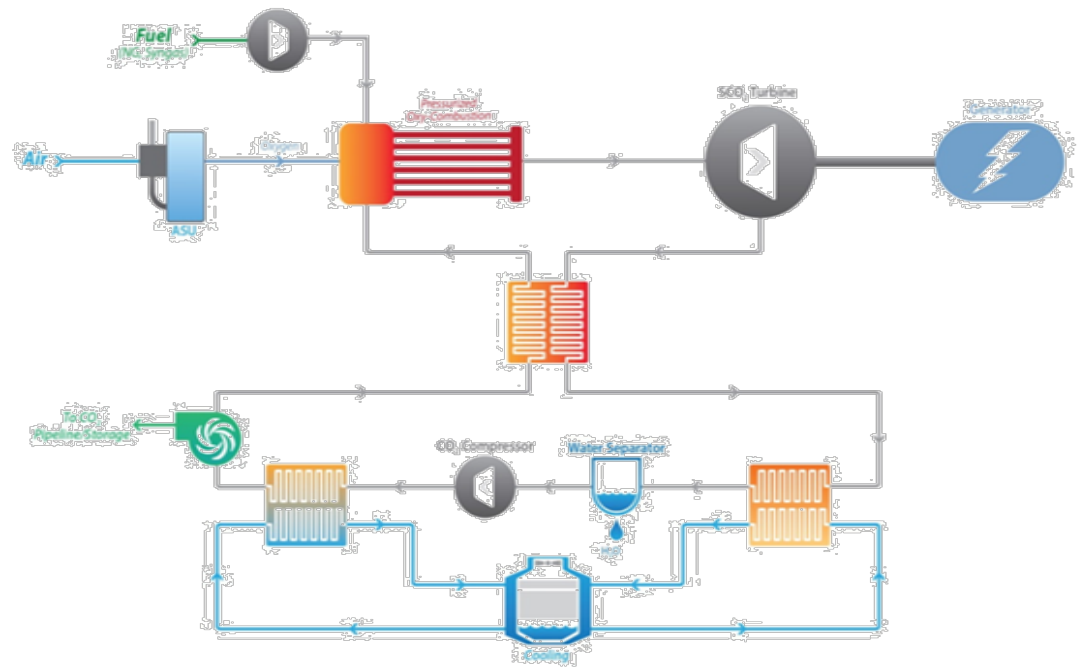 Fuel
(NG, Syngas)
SCO₂ Turbine
Pressurized
Oxy-Combustion
Generator
Oxygen
Air
ASU
To CO₂
Pipeline/Storage
CO₂ Compressor
Water Separator
H₂O
Cooling